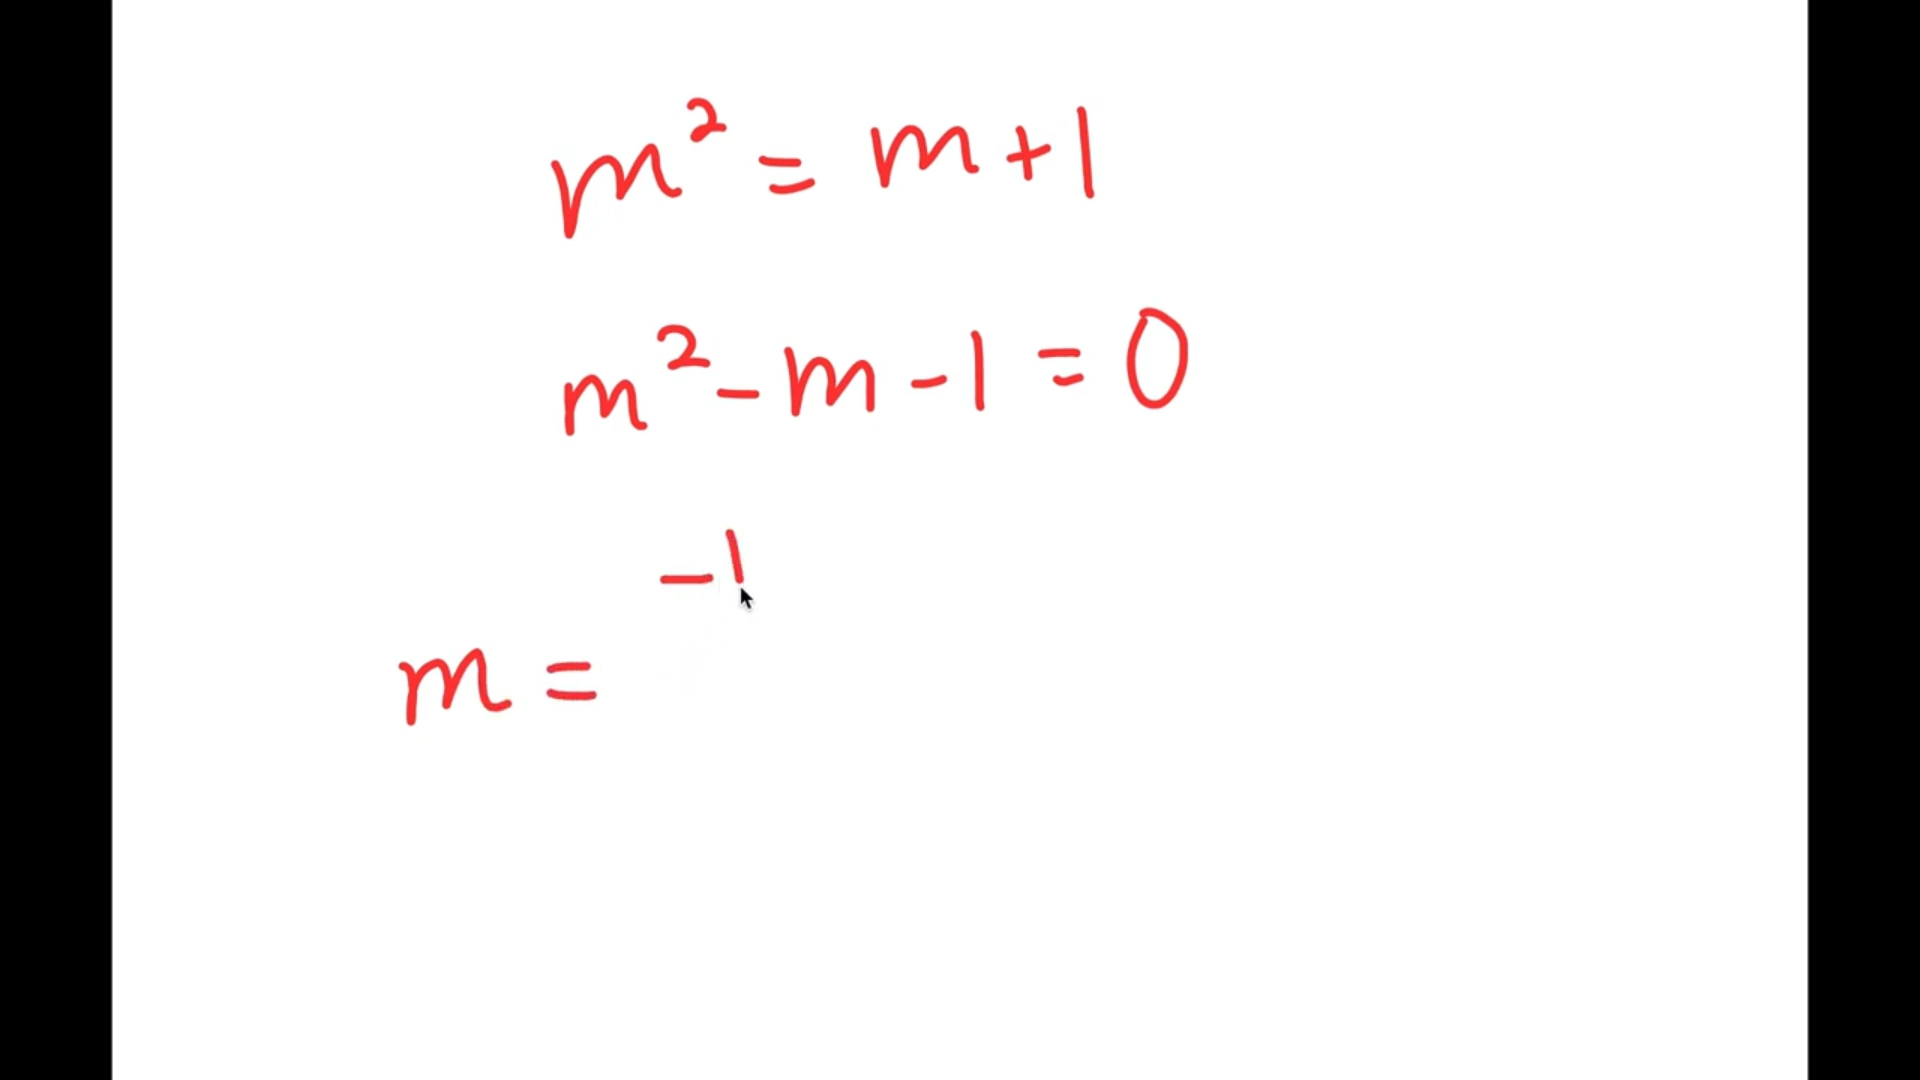 m² = m + 1
m² - m - 1 = 0
-1
m =